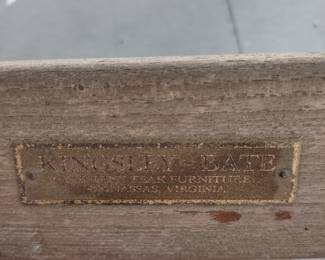 KINGSLEY-BATE
TEAK FURNITURE
MANASSAS, VIRGINIA